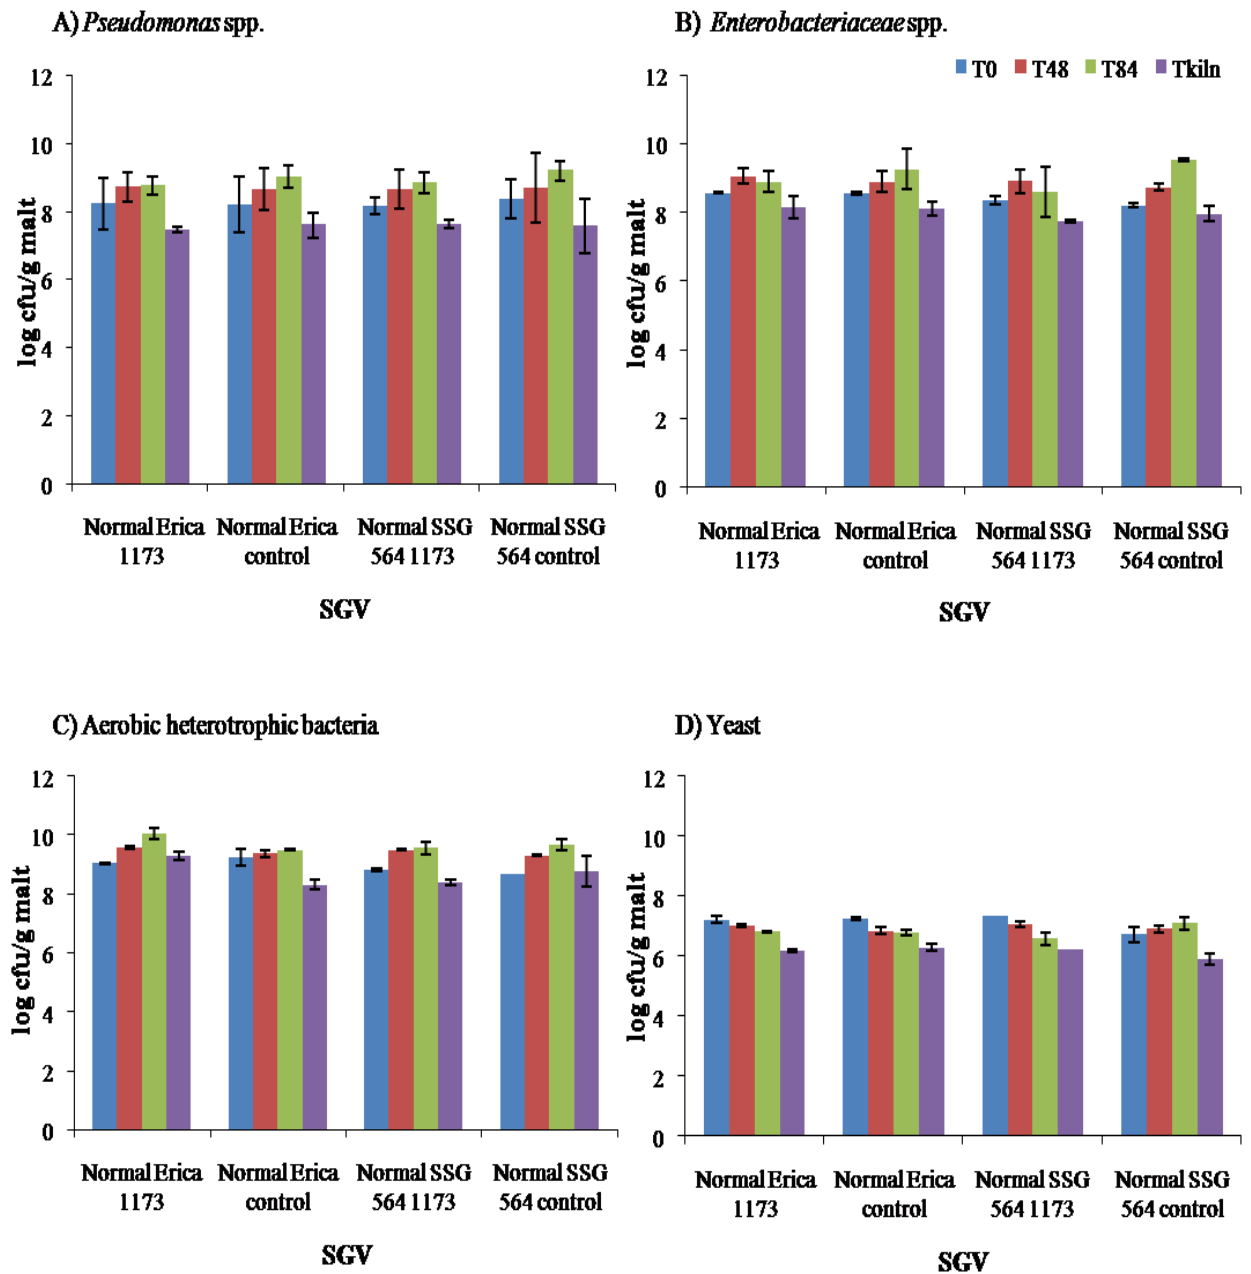 A) Pseudomonas spp.
12
10
8
6
4
2
0
log cfu/g malt
Normal Erica 1173
Normal Erica control
Normal SSG 564 1173
Normal SSG 564 control
SGV
B) Enterobacteriaceae spp.
T0 T48 T84 Tkiln
12
10
8
6
4
2
0
log cfu/g malt
Normal Erica 1173
Normal Erica control
Normal SSG 564 1173
Normal SSG 564 control
SGV
C) Aerobic heterotrophic bacteria
12
10
8
6
4
2
0
log cfu/g malt
Normal Erica 1173
Normal Erica control
Normal SSG 564 1173
Normal SSG 564 control
SGV
D) Yeast
12
10
8
6
4
2
0
log cfu/g malt
Normal Erica 1173
Normal Erica control
Normal SSG 564 1173
Normal SSG 564 control
SGV